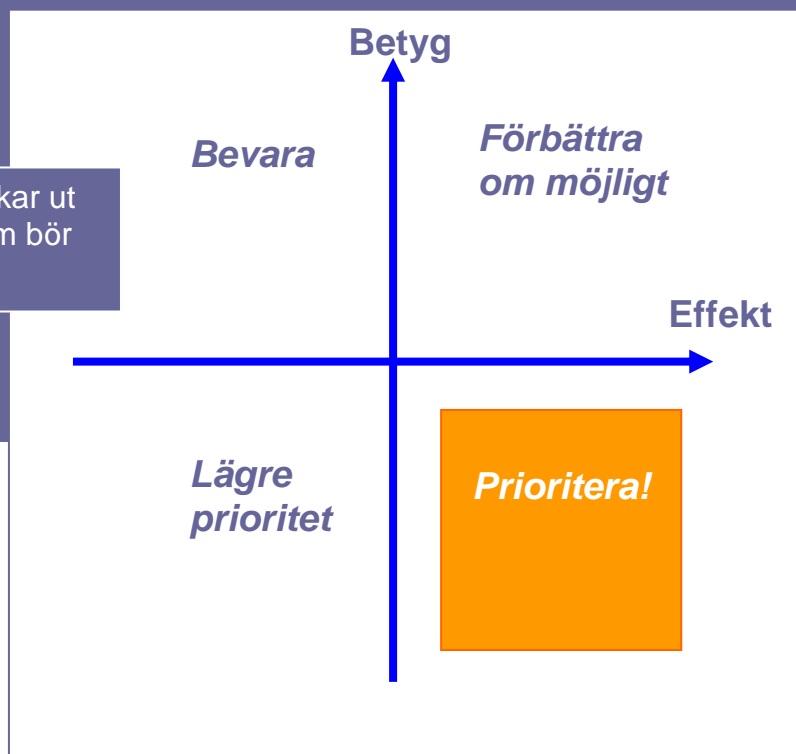 Betyg
Bevara
Förbättra
om möjligt
kar ut
m bör
Effekt
Lägre
prioritet
Prioritera!